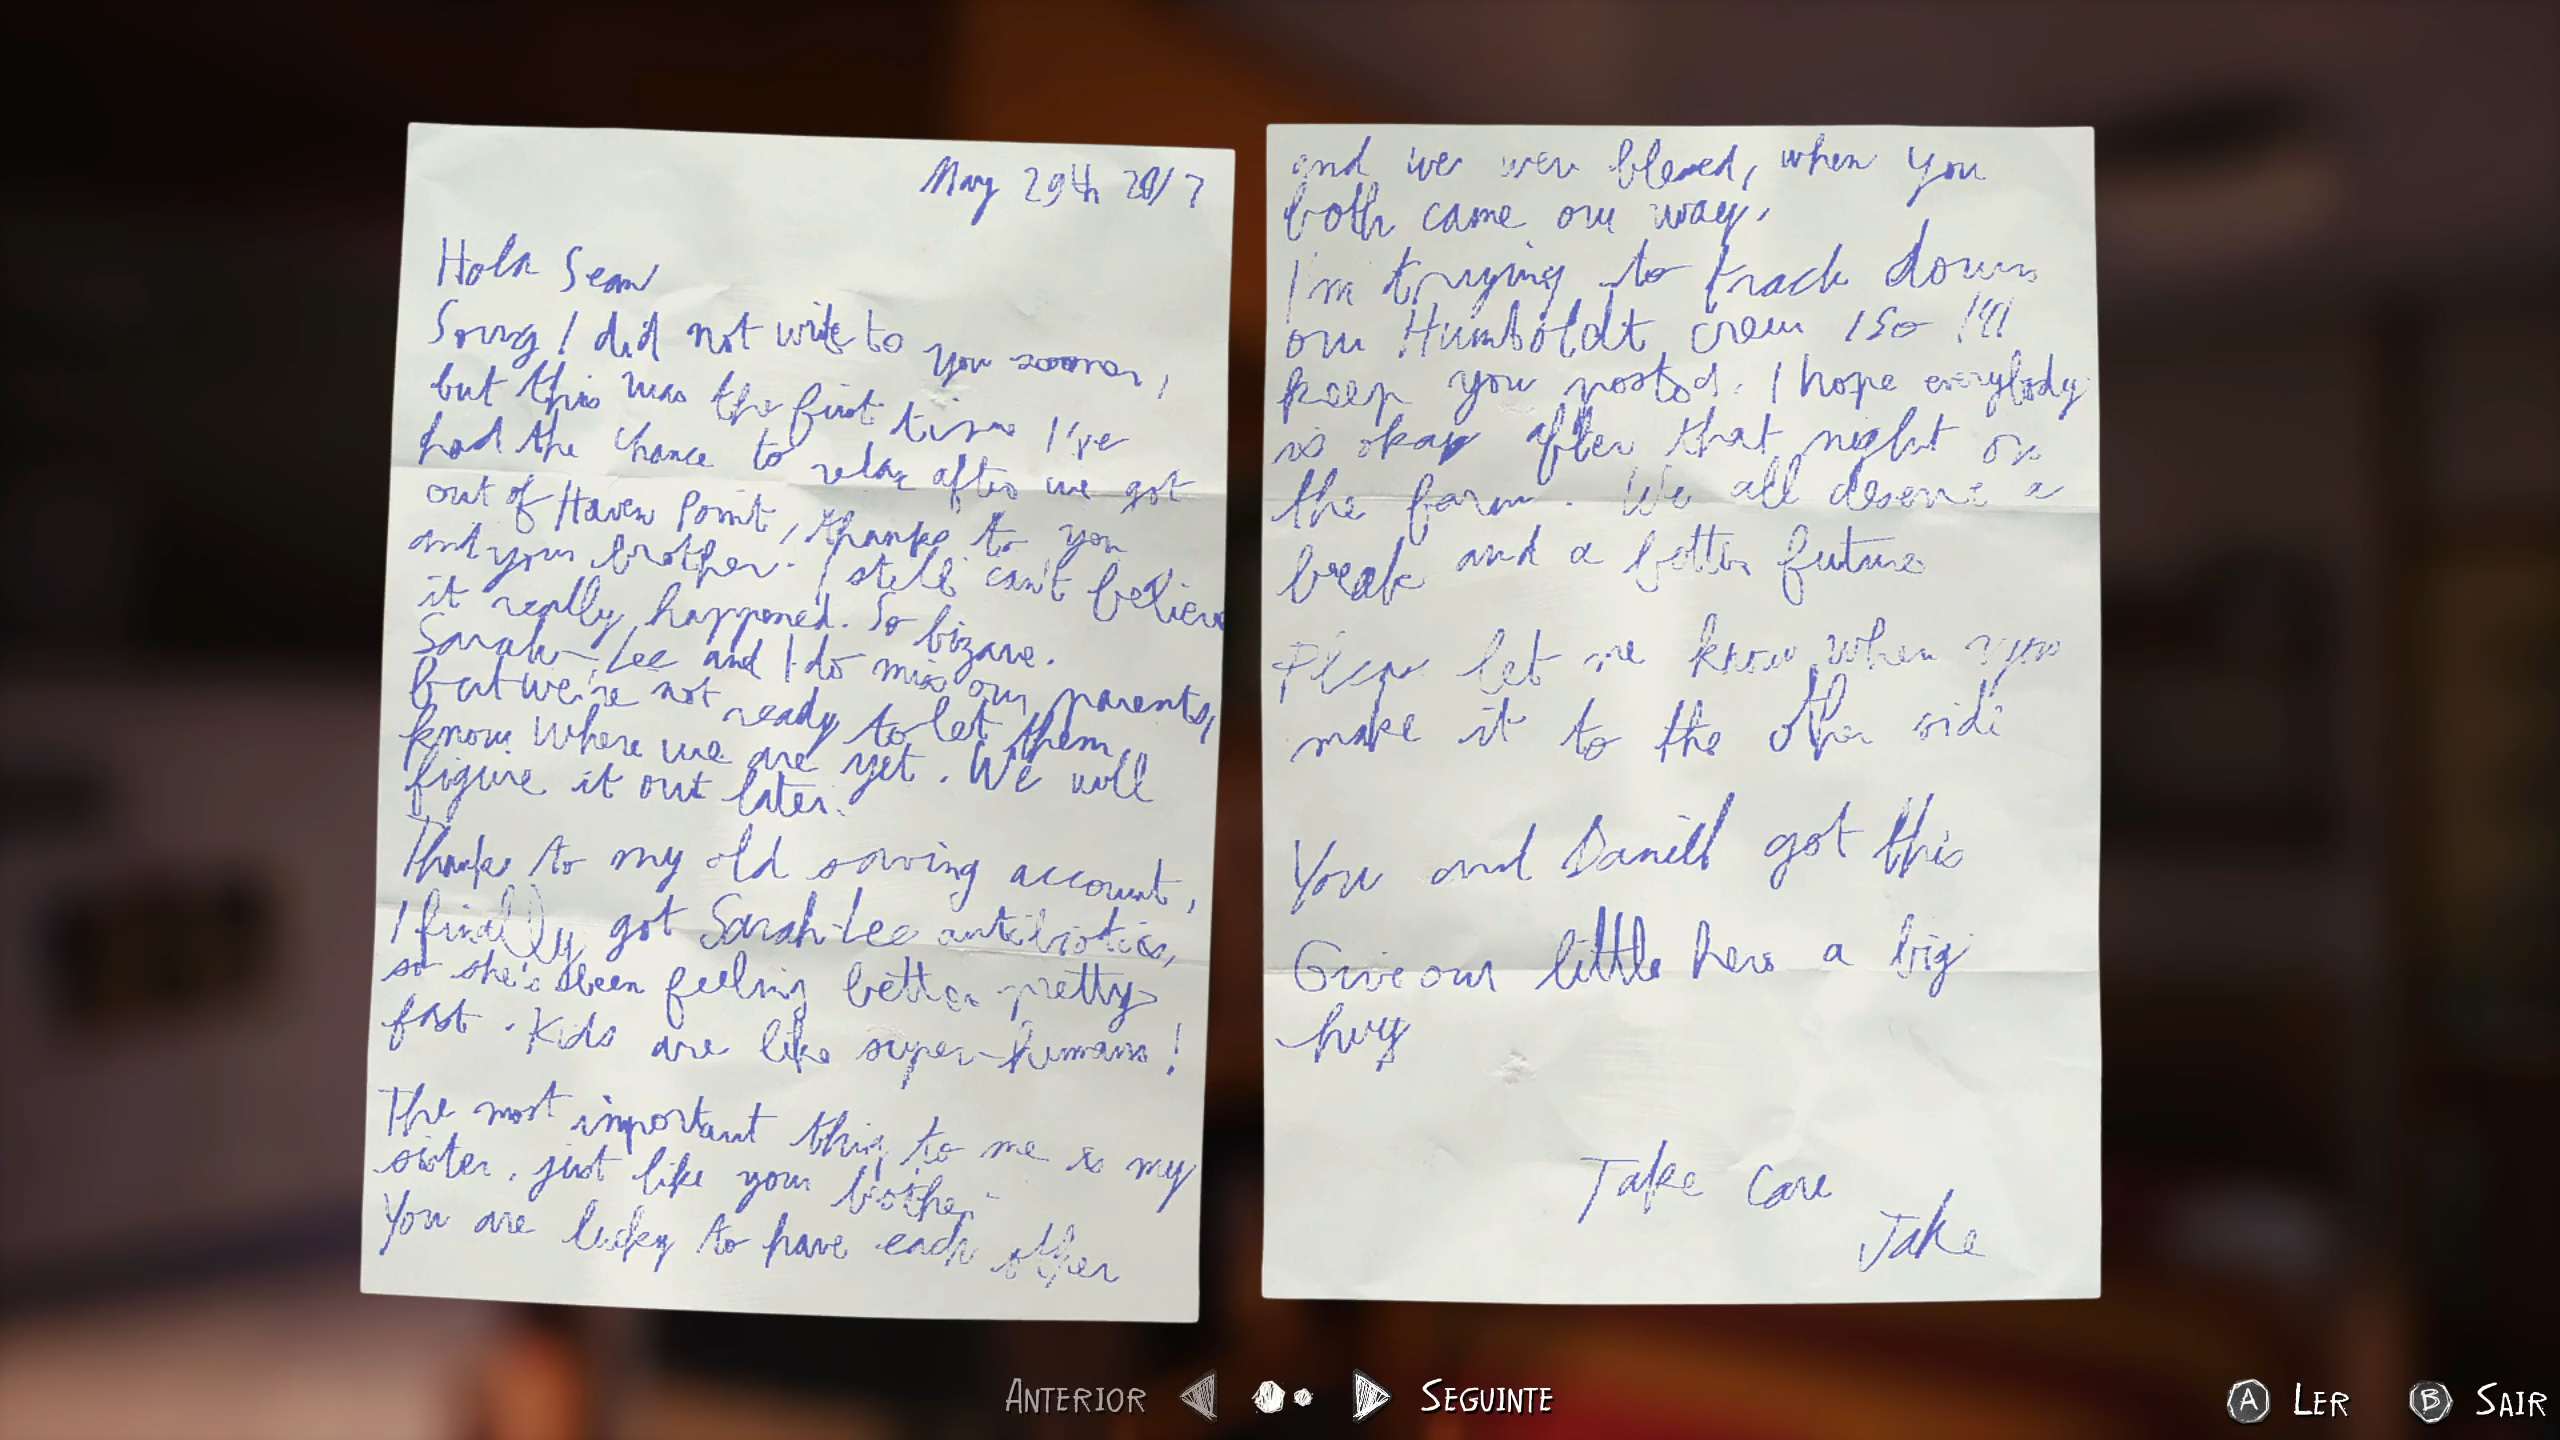 May 29th 2017
Hola Sean
Sorry I did not write to you sooner,
but this was the first time I've
had the chance to relax after we got
out of Haven Point, thanks to you
and your brother. I still can't believe
it really happened. So bizare.
Sarah-Lee and I do miss our parents,
but we're not ready to let them
know where we are yet. We will
figure it out later.
Thanks to my old saving account,
I finally got Sarah-Lee antibiotics,
so she's been feeling better pretty
fast. Kids are like super-humans!
The most important thing to me is my
sister, just like your brother.
You are lucky to have each other
and we were blessed, when you
both came our way.
I'm trying to track down
our Humboldt crew, so I'll
keep you posted. I hope everybody
is okay after that night on
the farm. We all deserve a
break and a better future
Please let me know when you
make it to the other side
You and Daniel got this
Give our little hero a big
hug
Take Care
Jake
ANTERIOR SEGUINTE
A LER B SAIR